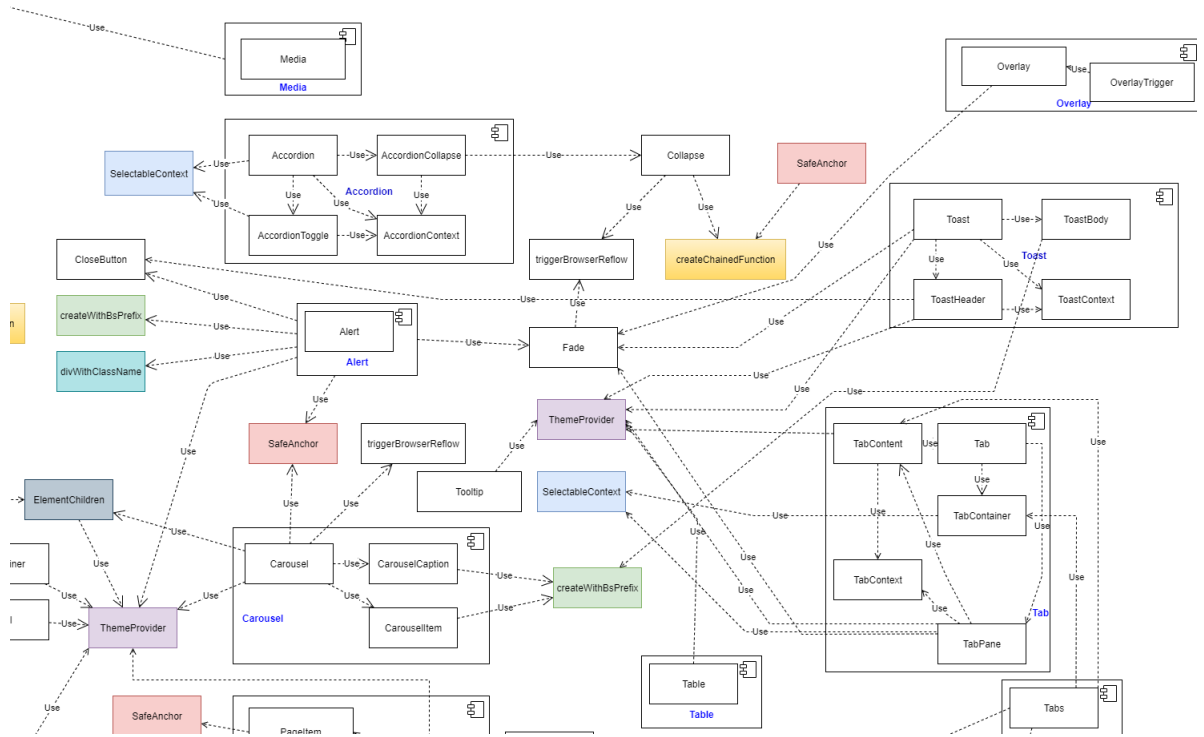 Use
Media
Media
Overlay
Use
OverlayTrigger
Overlay
SelectableContext
Use
Accordion
Use
AccordionCollapse
Use
Collapse
SafeAnchor
Accordion
Use
Use
Use
Use
Use
Use
Use
AccordionToggle
Use
AccordionContext
Toast
Use
ToastBody
Toast
Use
Use
Use
CloseButton
triggerBrowserReflow
createChainedFunction
ToastHeader
Use
ToastContext
Use
Use
createWithBsPrefix
Use
Use
n
Alert
Alert
Use
Use
Fade
Use
divWithClassName
Use
Use
Use
Use
Use
ThemeProvider
SafeAnchor
triggerBrowserReflow
TabContent
Use
Tab
Use
Use
Use
Tooltip
SelectableContext
ElementChildren
Use
Use
Use
Use
Use
Use
TabContainer
Use
Use
Use
Use
Use
iner
Carousel
Use
CarouselCaption
Use
createWithBsPrefix
TabContext
Use
Use
Use
Use
Use
Use
l
Use
ThemeProvider
Carousel
CarouselItem
Use
Use
Tab
TabPane
Table
Table
Use
SafeAnchor
Use
PageItem
Tabs